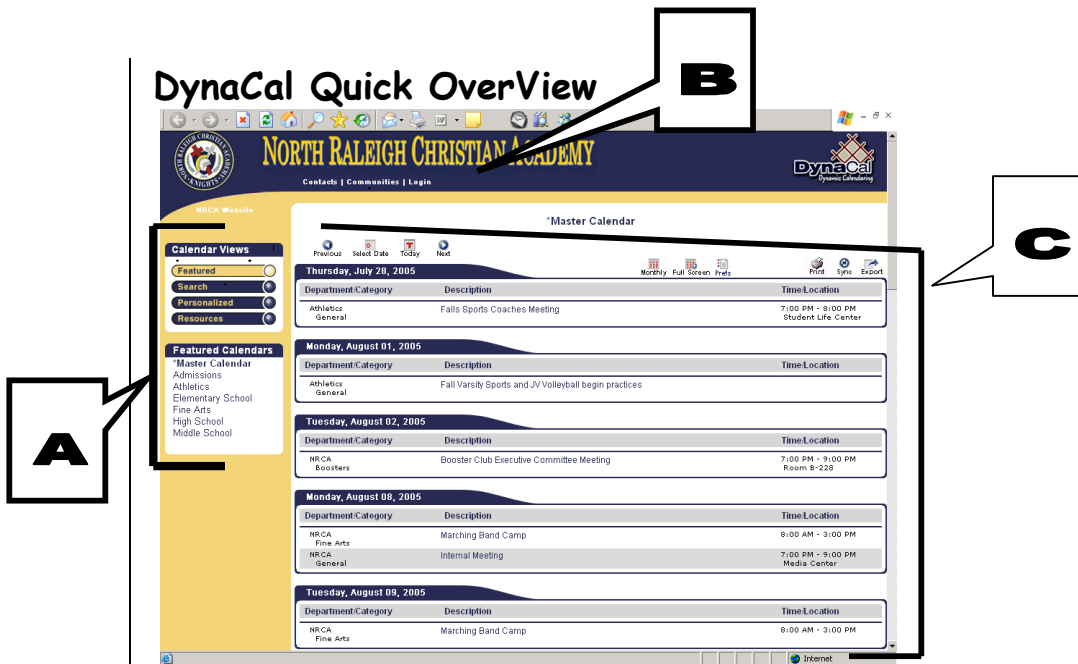 DynaCal Quick OverView
B
NORTH RALEIGH CHRISTIAN ACADEMY
NORTH RALEIGH CHRISTIAN ACADEMY
KNIGHTS
DynaCal
Dynamic Calendaring
Contacts | Communities | Login
NRCA Website
*Master Calendar
C
Calendar Views
Featured
Search
Personalized
Resources
Featured Calendars
*Master Calendar
Admissions
Athletics
Elementary School
Fine Arts
High School
Middle School
A
Previous Select Date Today Next
Monthly Full Screen Prefs Print Sync Export
Thursday, July 28, 2005
Department/Category Description Time/Location
Athletics Falls Sports Coaches Meeting 7:00 PM - 8:00 PM
General Student Life Center
Monday, August 01, 2005
Department/Category Description Time/Location
Athletics Fall Varsity Sports and JV Volleyball begin practices
General
Tuesday, August 02, 2005
Department/Category Description Time/Location
NRCA Booster Club Executive Committee Meeting 7:00 PM - 9:00 PM
Boosters Room B-228
Monday, August 08, 2005
Department/Category Description Time/Location
NRCA Marching Band Camp 8:00 AM - 3:00 PM
Fine Arts
NRCA Internal Meeting 7:00 PM - 9:00 PM
General Media Center
Tuesday, August 09, 2005
Department/Category Description Time/Location
NRCA Marching Band Camp 8:00 AM - 3:00 PM
Fine Arts
Internet